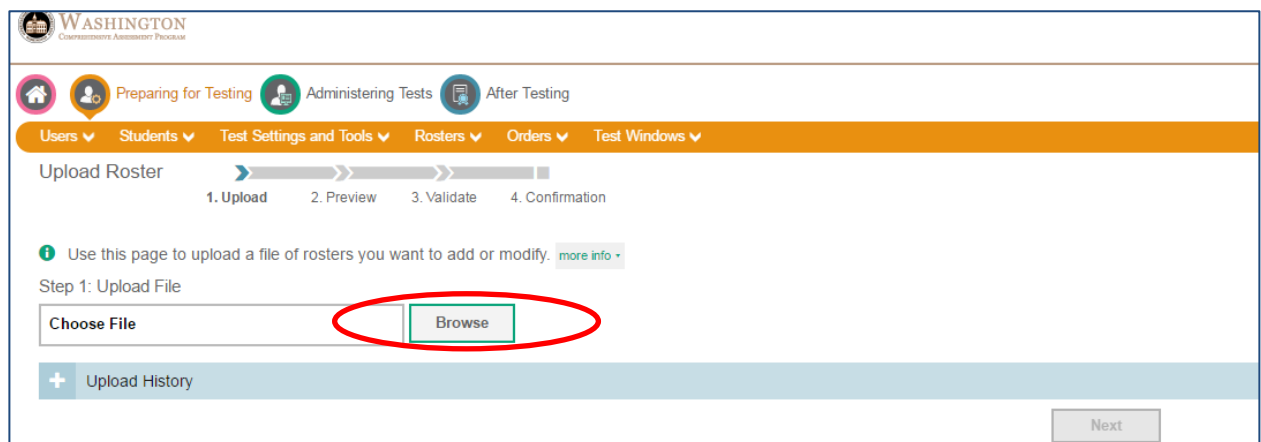 WASHINGTON
COMPREHENSIVE ASSESSMENT PROGRAM
Preparing for Testing Administering Tests After Testing
Users Students Test Settings and Tools Rosters Orders Test Windows
Upload Roster
1. Upload 2. Preview 3. Validate 4. Confirmation
Use this page to upload a file of rosters you want to add or modify. more info
Step 1: Upload File
Choose File Browse
+ Upload History
Next